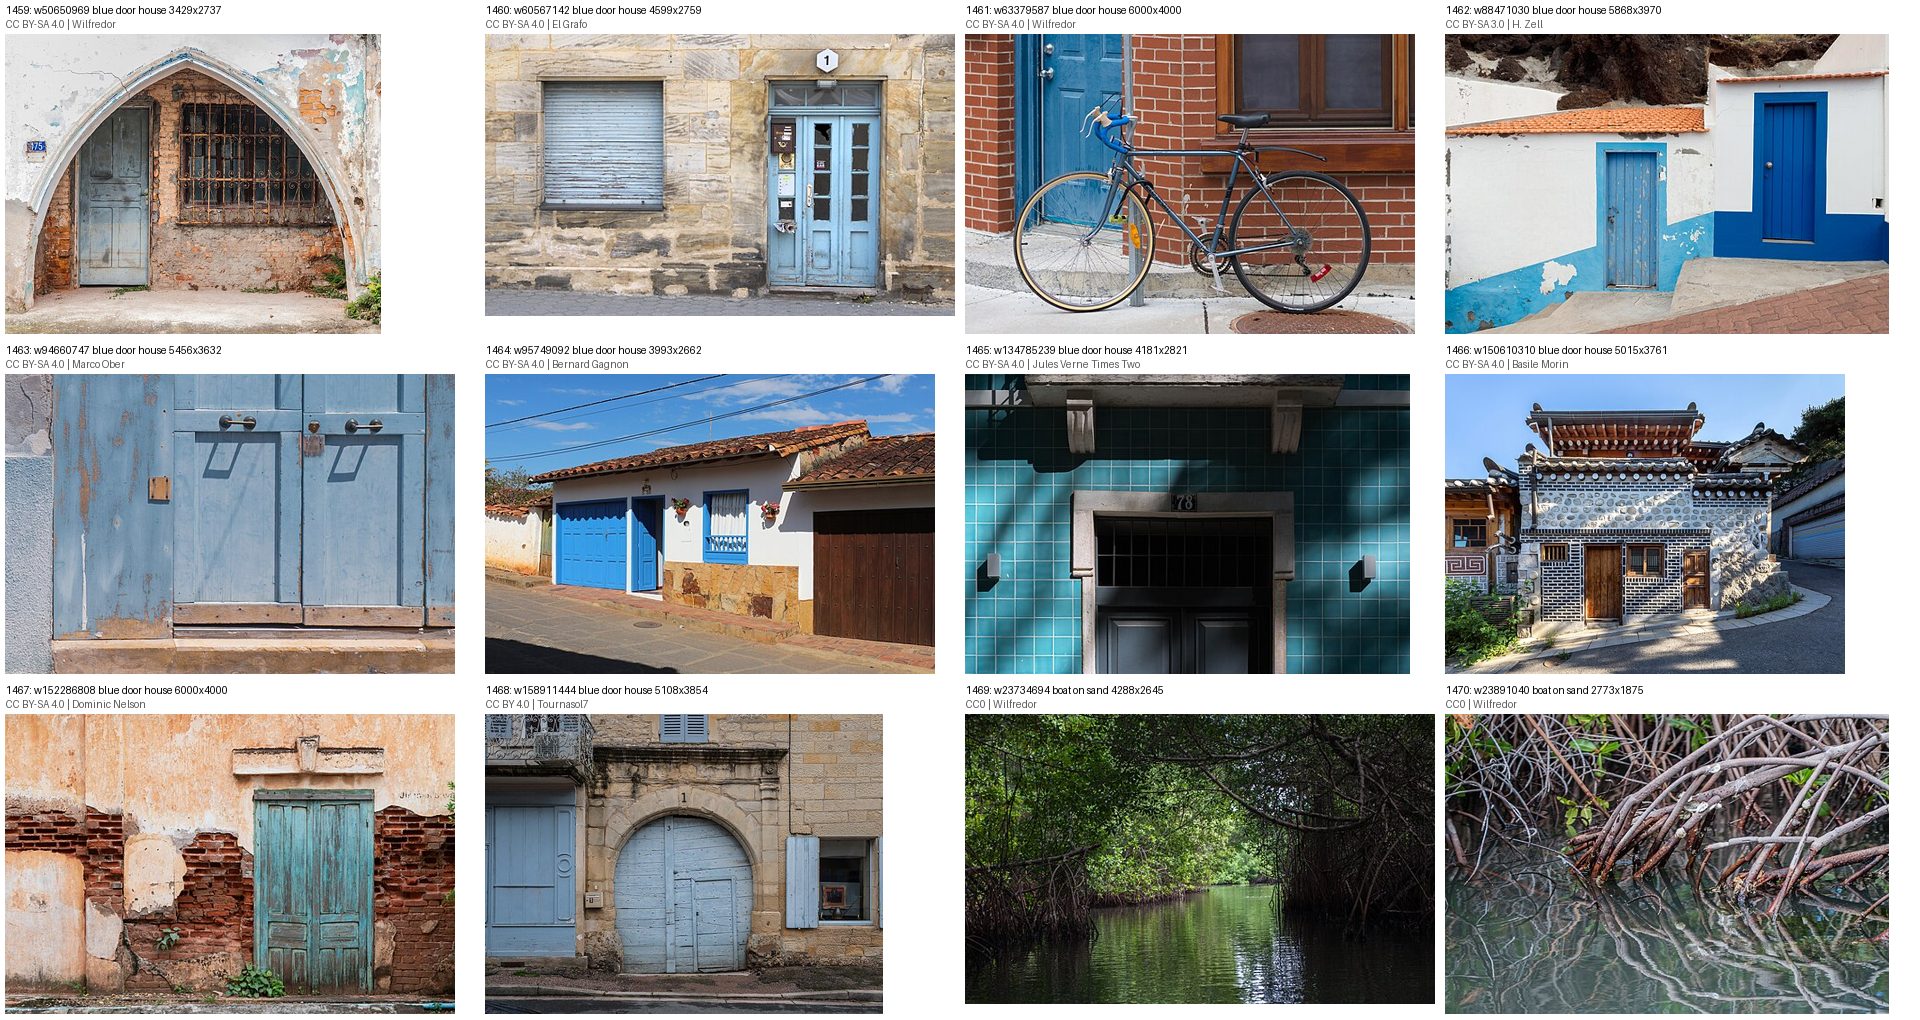 1459: w50650969 blue door house 3429x2737
CC BY-SA 4.0 | Wilfredor
1460: w60567142 blue door house 4599x2759
CC BY-SA 4.0 | El Grafo
1461: w63379587 blue door house 6000x4000
CC BY-SA 4.0 | Wilfredor
1462: w88471030 blue door house 5868x3970
CC BY-SA 3.0 | H. Zell
175
1
1463: w94660747 blue door house 5456x3632
CC BY-SA 4.0 | Marco Ober
1464: w95749092 blue door house 3993x2662
CC BY-SA 4.0 | Bernard Gagnon
1465: w134785239 blue door house 4181x2821
CC BY-SA 4.0 | Jules Verne Times Two
1466: w150610310 blue door house 5015x3761
CC BY-SA 4.0 | Basile Morin
78
1467: w152286808 blue door house 6000x4000
CC BY-SA 4.0 | Dominic Nelson
1468: w158911444 blue door house 5108x3854
CC BY 4.0 | Tournasol7
1469: w23734694 boat on sand 4288x2645
CC0 | Wilfredor
1470: w23891040 boat on sand 2773x1875
CC0 | Wilfredor
1
3